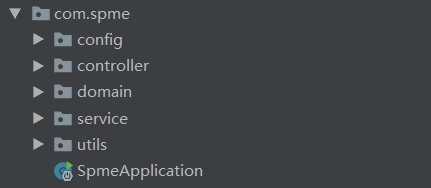 com.spme
config
controller
domain
service
utils
SpmeApplication